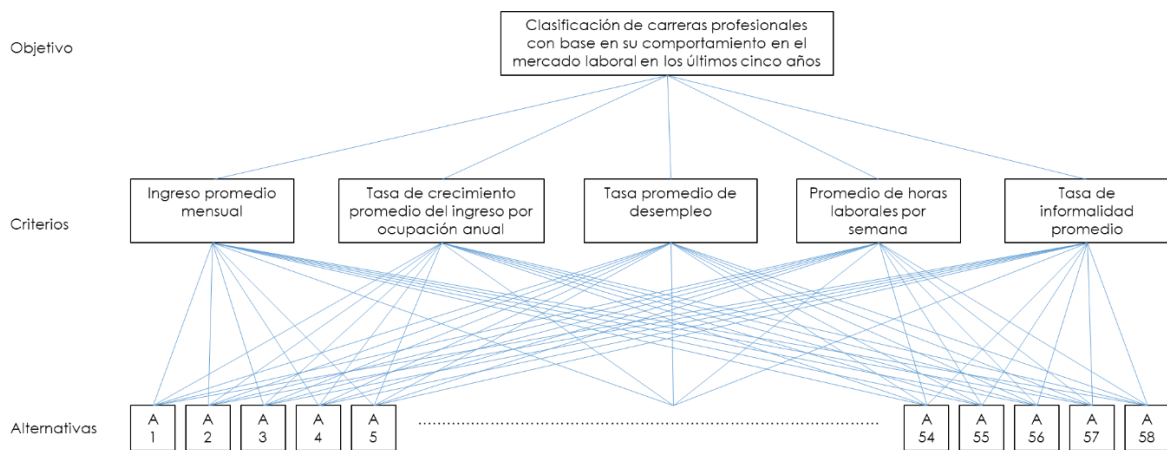 Objetivo
Clasificación de carreras profesionales
con base en su comportamiento en el
mercado laboral en los últimos cinco años
Criterios
Ingreso promedio
mensual
Tasa de crecimiento
promedio del ingreso por
ocupación anual
Tasa promedio de
desempleo
Promedio de horas
laborales por
semana
Tasa de
informalidad
promedio
Alternativas
A
1
A
2
A
3
A
4
A
5
A
54
A
55
A
56
A
57
A
58